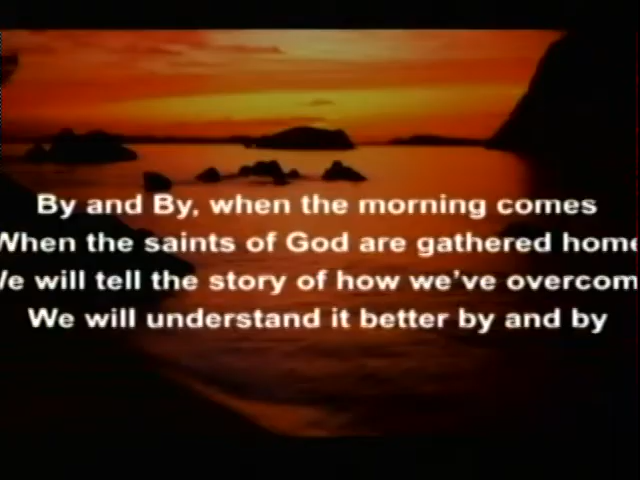 By and By, when the morning comes
When the saints of God are gathered home
We will tell the story of how we've overcom
We will understand it better by and by